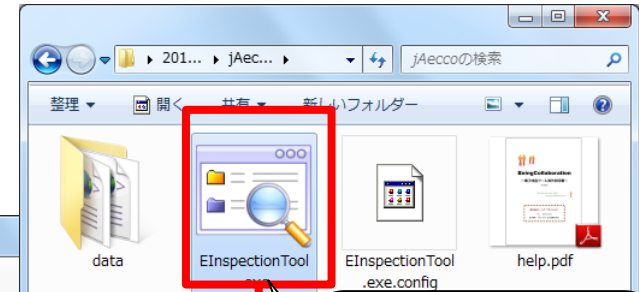 201... jAec...
jAeccoの検索
整理 開く 共有 新しいフォルダー
data
EInspectionTool
.exe
EInspectionTool
.exe.config
help.pdf
BeingCollaboration